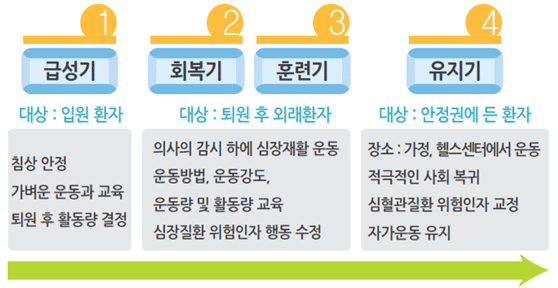 1
2
3
4
급성기
회복기
훈련기
유지기
대상 : 입원 환자
대상 : 퇴원 후 외래환자
대상 : 안정권에 든 환자
침상 안정
가벼운 운동과 교육
퇴원 후 활동량 결정
의사의 감시 하에 심장재활 운동
운동방법, 운동강도,
운동량 및 활동량 교육
심장질환 위험인자 행동 수정
장소 : 가정, 헬스센터에서 운동
적극적인 사회 복귀
심혈관질환 위험인자 교정
자가운동 유지